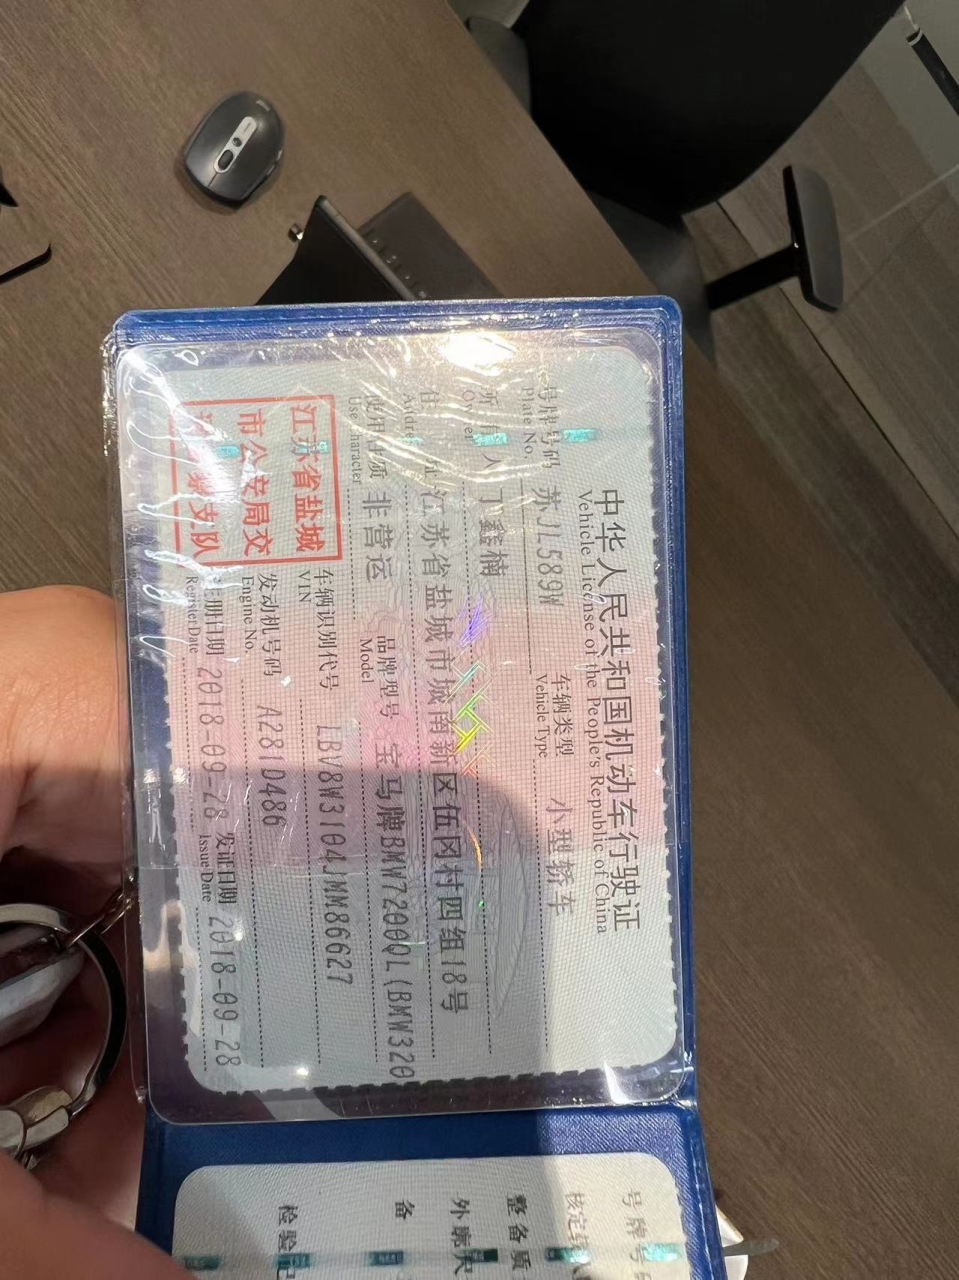 中华人民共和国机动车行驶证
Vehicle License of the People's Republic of China
号牌号码 苏JL589W 车辆类型 小型轿车
Plate No. Vehicle Type
所有人 丁鑫楠
Owner
住址 江苏省盐城市城南新区伍冈村四组18号
Address
使用性质 非营运 品牌型号 宝马牌BMW7200QL(BMW320
Use Character Model
江苏省盐城
市公安局交
支队
车辆识别代号 LBV8W3104JMM86627
VIN
发动机号码 A2810486
Engine No.
注册日期 2018-09-28 发证日期 2018-09-28
Register Date Issue Date
号牌号码
核定
整备质
外廓尺
备
检验记